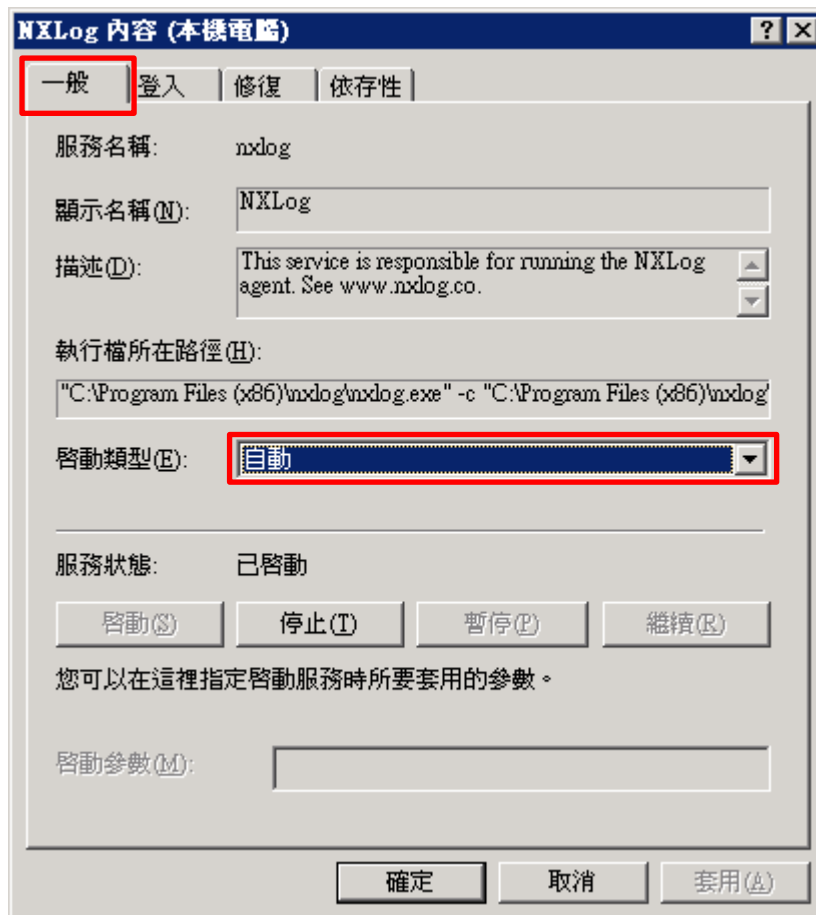 NXLog 內容 (本機電腦)
一般 登入 修復 依存性
服務名稱: nxlog
顯示名稱(N): NXLog
描述(D): This service is responsible for running the NXLog
agent. See www.nxlog.co.
執行檔所在路徑(H):
"C:\Program Files (x86)\nxlog\nxlog.exe" -c "C:\Program Files (x86)\nxlog\
啓動類型(E): 自動
服務狀態: 已啓動
啓動(S) 停止(T) 暫停(P) 繼續(R)
您可以在這裡指定啓動服務時所要套用的參數。
啓動參數(M):
確定 取消 套用(A)